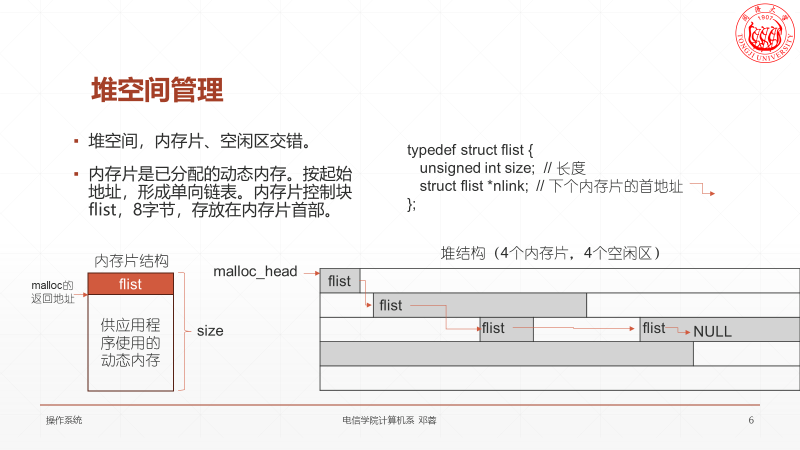 同济大学
1907
TONGJI UNIVERSITY
堆空间管理
▪ 堆空间，内存片、空闲区交错。
▪ 内存片是已分配的动态内存。按起始
地址，形成单向链表。内存片控制块
flist，8字节，存放在内存片首部。
typedef struct flist {
unsigned int size;  // 长度
struct flist *nlink;  // 下个内存片的首地址
};
内存片结构
malloc的
返回地址
flist
供应用程
序使用的
动态内存
size
堆结构（4个内存片，4个空闲区）
malloc_head
flist
flist
flist
flist
NULL
操作系统
电信学院计算机系 邓蓉
6